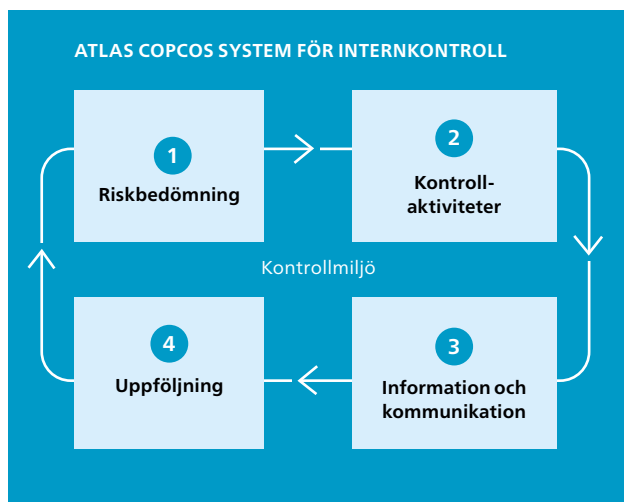 ATLAS COPCOS SYSTEM FÖR INTERNKONTROLL
1
Riskbedömning
2
Kontroll-
aktiviteter
Kontrollmiljö
4
Uppföljning
3
Information och
kommunikation